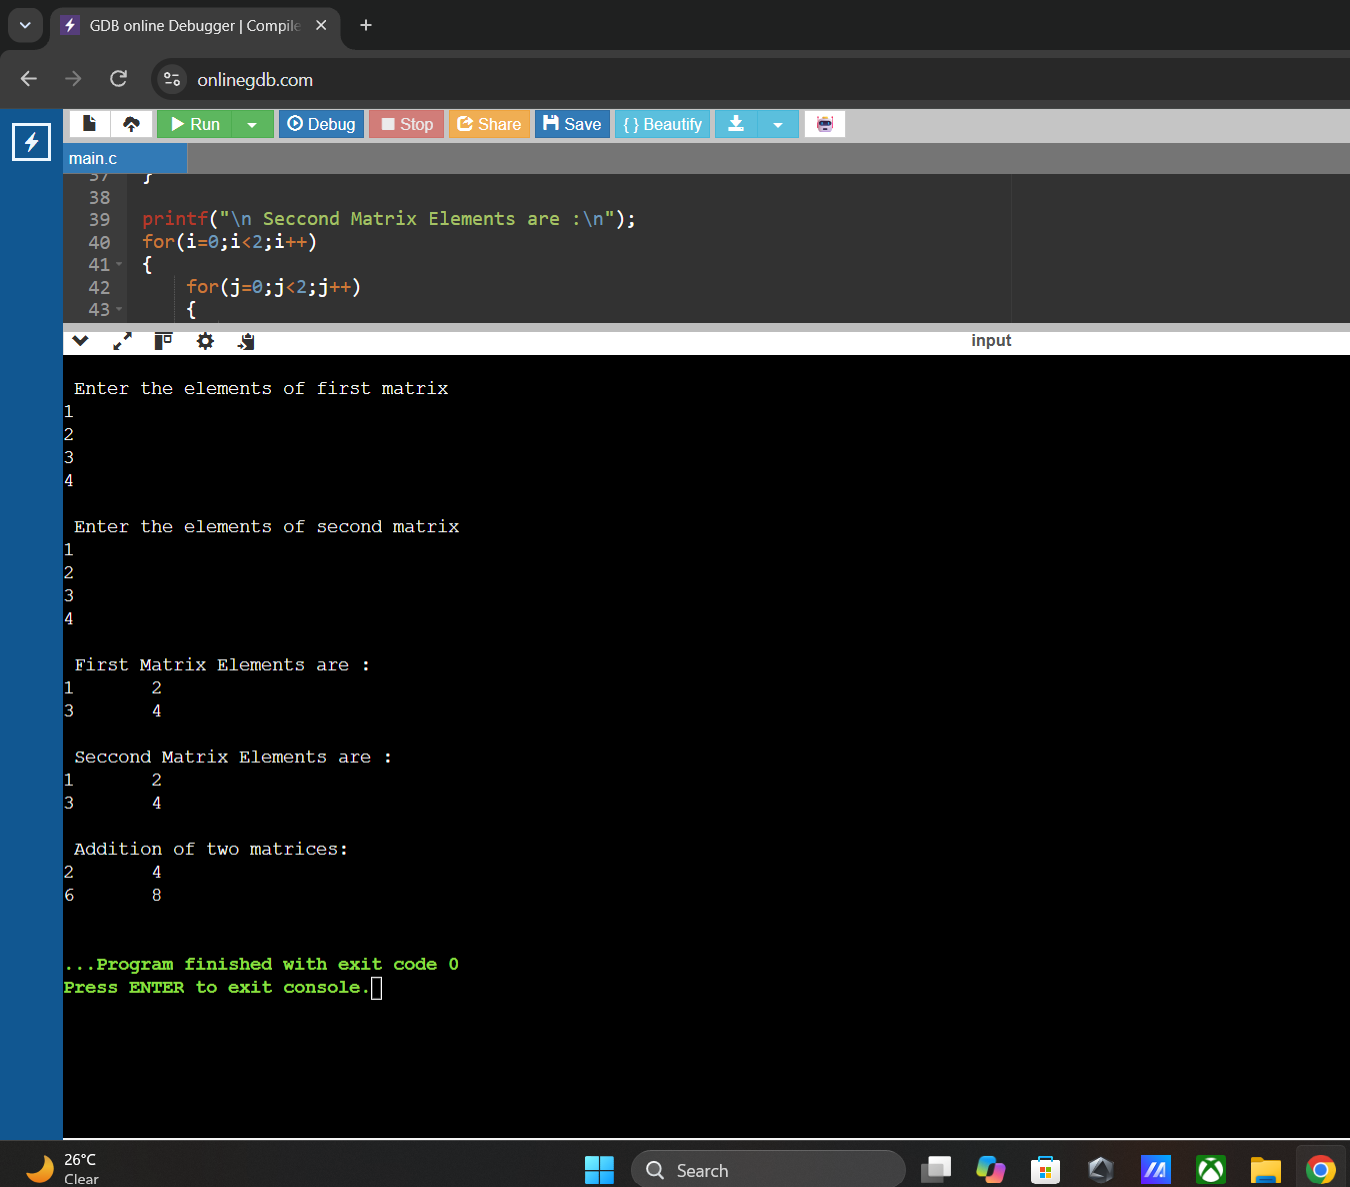 GDB online Debugger | Compile
onlinegdb.com
Run Debug Stop Share Save { } Beautify
main.c
37 }
38
39 printf("\n Seccond Matrix Elements are :\n");
40 for(i=0;i<2;i++)
41 {
42 for(j=0;j<2;j++)
43 {
input
Enter the elements of first matrix
1
2
3
4
Enter the elements of second matrix
1
2
3
4
First Matrix Elements are :
1 2
3 4
Seccond Matrix Elements are :
1 2
3 4
Addition of two matrices:
2 4
6 8
...Program finished with exit code 0
Press ENTER to exit console.
26°C
Clear
Search